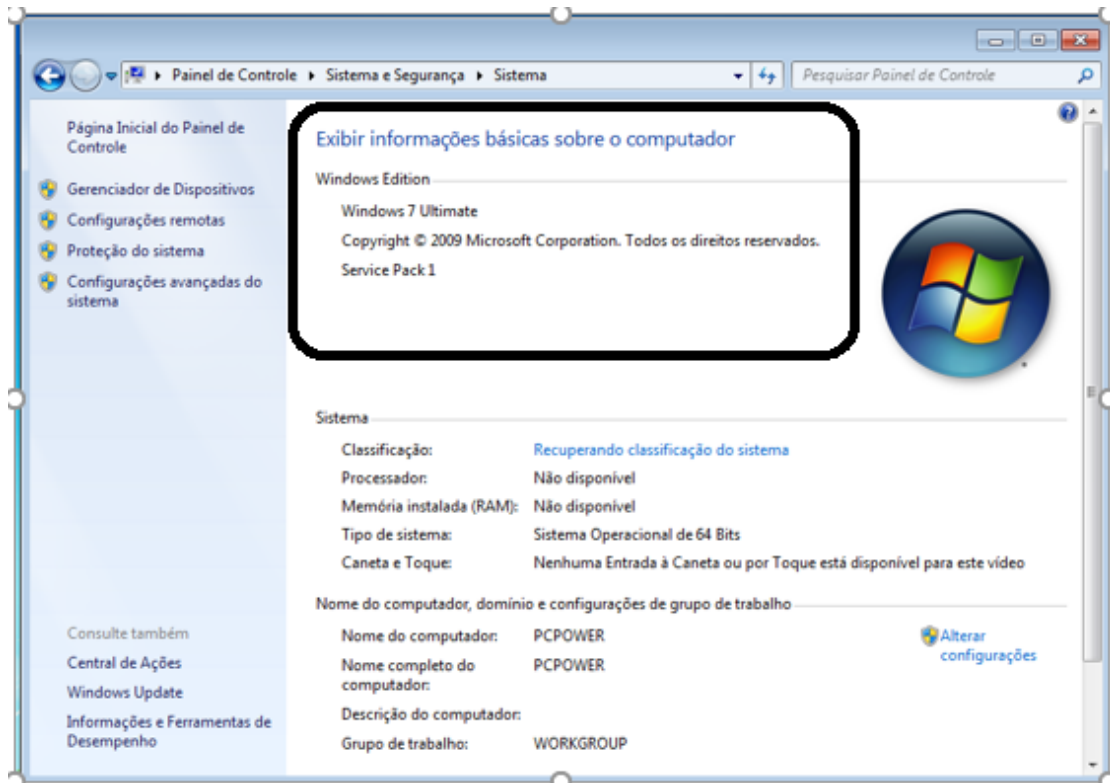 Painel de Controle ▸ Sistema e Segurança ▸ Sistema
Pesquisar Painel de Controle
Página Inicial do Painel de
Controle
Gerenciador de Dispositivos
Configurações remotas
Proteção do sistema
Configurações avançadas do
sistema
Consulte também
Central de Ações
Windows Update
Informações e Ferramentas de
Desempenho
Exibir informações básicas sobre o computador
Windows Edition
Windows 7 Ultimate
Copyright © 2009 Microsoft Corporation. Todos os direitos reservados.
Service Pack 1
Sistema
Classificação: Recuperando classificação do sistema
Processador: Não disponível
Memória instalada (RAM): Não disponível
Tipo de sistema: Sistema Operacional de 64 Bits
Caneta e Toque: Nenhuma Entrada à Caneta ou por Toque está disponível para este vídeo
Nome do computador, domínio e configurações de grupo de trabalho
Nome do computador: PCPOWER
Nome completo do PCPOWER
computador:
Descrição do computador:
Grupo de trabalho: WORKGROUP
Alterar
configurações